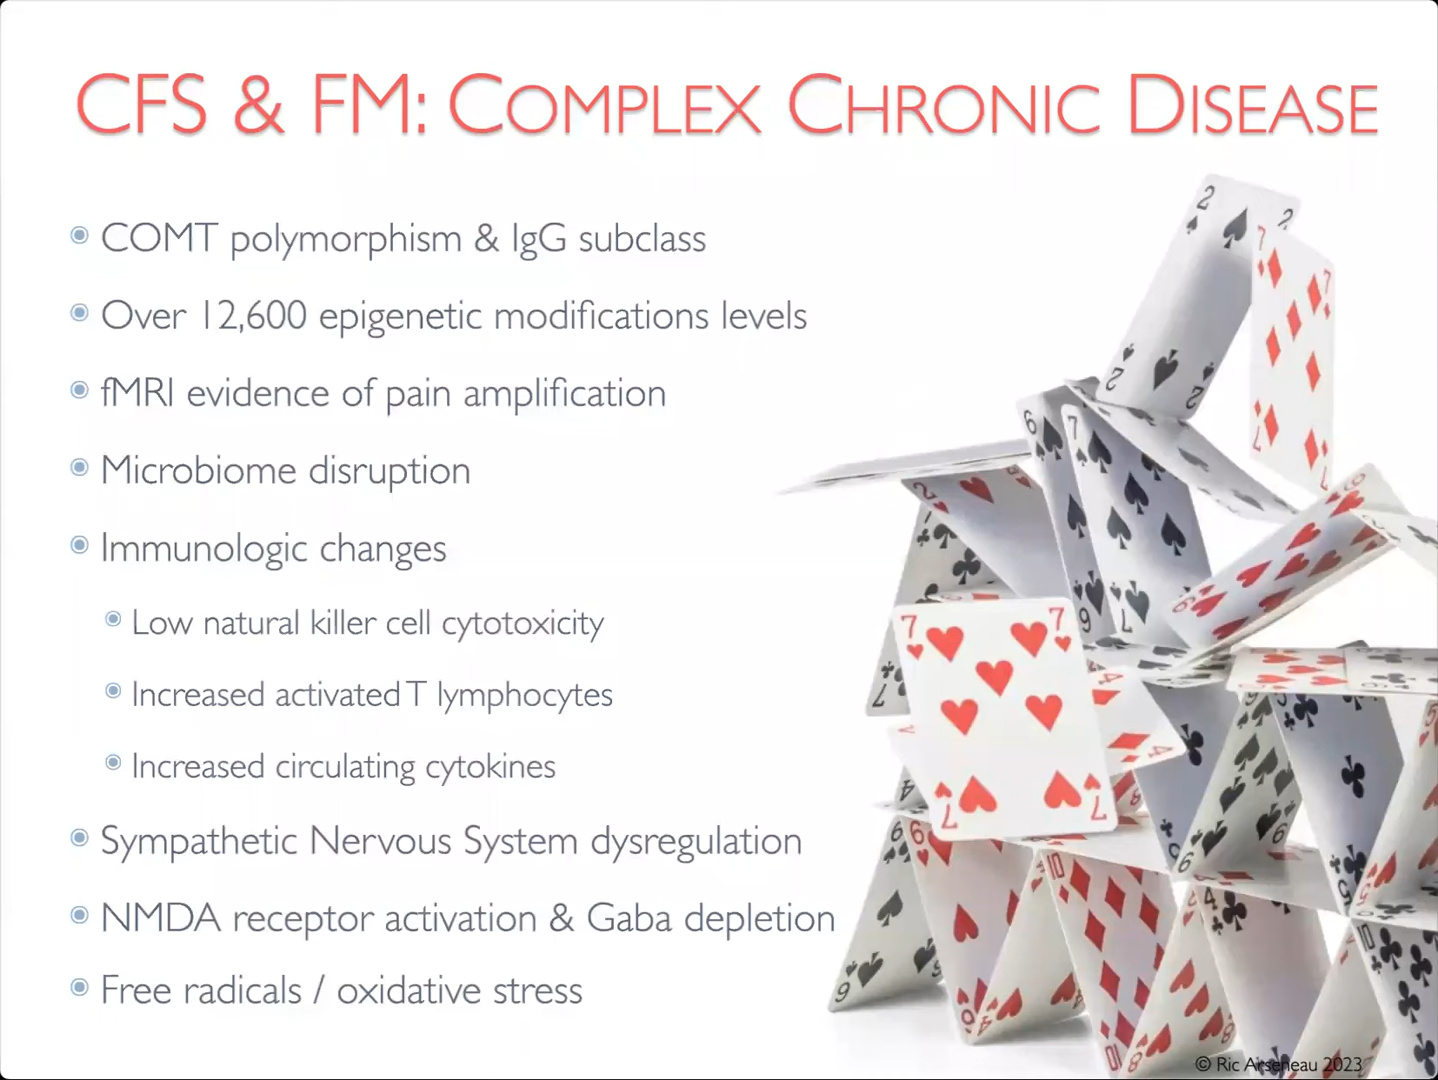 CFS & FM: COMPLEX CHRONIC DISEASE
COMT polymorphism & IgG subclass
Over 12,600 epigenetic modifications levels
fMRI evidence of pain amplification
Microbiome disruption
Immunologic changes
Low natural killer cell cytotoxicity
Increased activated T lymphocytes
Increased circulating cytokines
Sympathetic Nervous System dysregulation
NMDA receptor activation & Gaba depletion
Free radicals / oxidative stress
© Ric Arseneau 2023